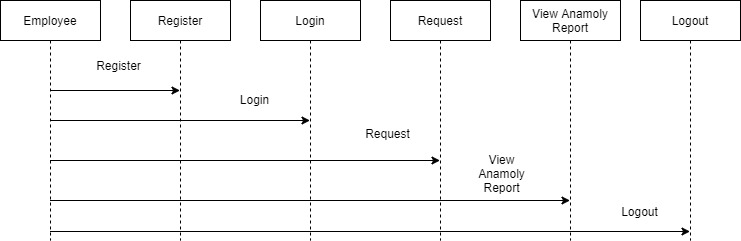 Employee
Register
Login
Request
View Anamoly
Report
Logout
Register
Login
Request
View
Anamoly
Report
Logout